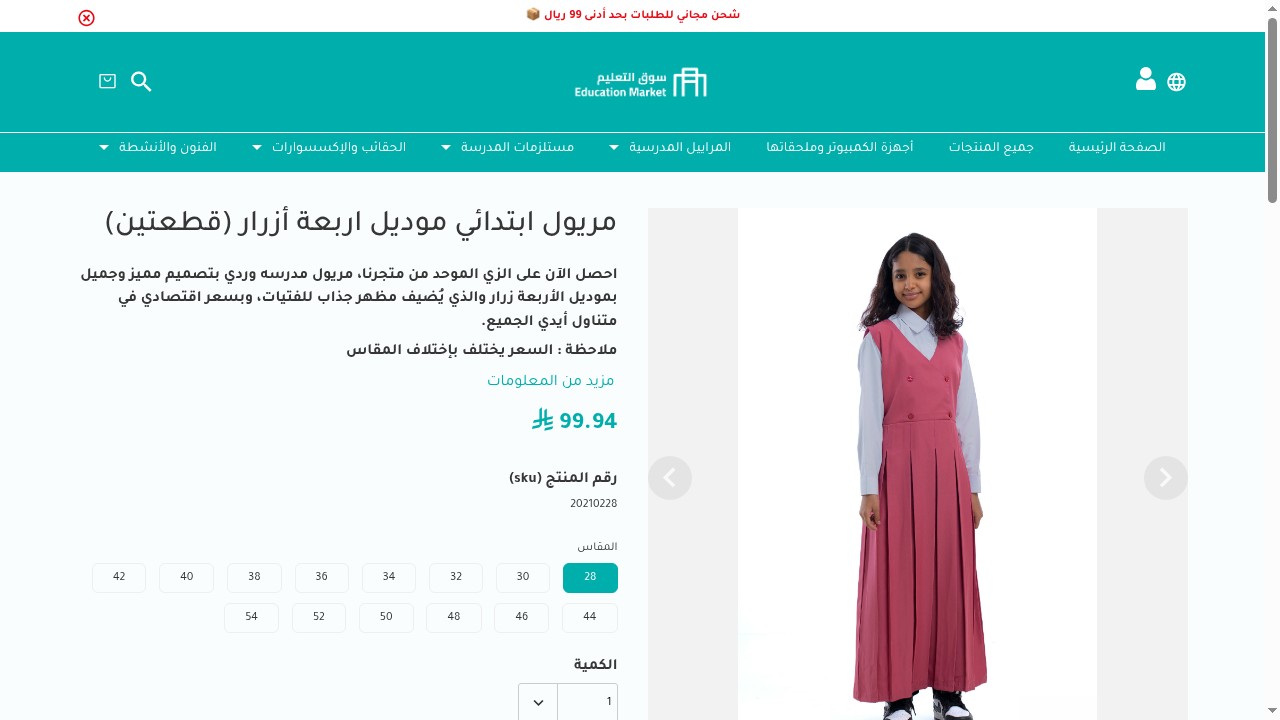 شحن مجاني للطلبات بحد أدنى 99 ريال 📦
سوق التعليم
Education Market
الصفحة الرئيسية
جميع المنتجات
أجهزة الكمبيوتر وملحقاتها
المراييل المدرسية
مستلزمات المدرسة
الحقائب والإكسسوارات
الفنون والأنشطة
مريول ابتدائي موديل اربعة أزرار (قطعتين)
احصل الآن على الزي الموحد من متجرنا، مريول مدرسه وردي بتصميم مميز وجميل
بموديل الأربعة زرار والذي يُضيف مظهر جذاب للفتيات، وبسعر اقتصادي في
متناول أيدي الجميع.
ملاحظة : السعر يختلف بإختلاف المقاس
مزيد من المعلومات
99.94
رقم المنتج (sku)
20210228
المقاس
28 30 32 34 36 38 40 42
44 46 48 50 52 54
الكمية
1